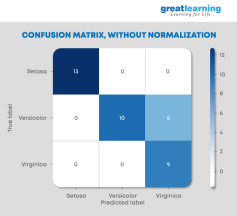 greatlearning
Learning for Life
CONFUSION MATRIX, WITHOUT NORMALIZATION
Setosa 13 0 0
Versicolor 0 10 6
Virginica 0 0 9
True label
Setosa Versicolor Virginica
Predicted label
12
10
8
6
4
2
0